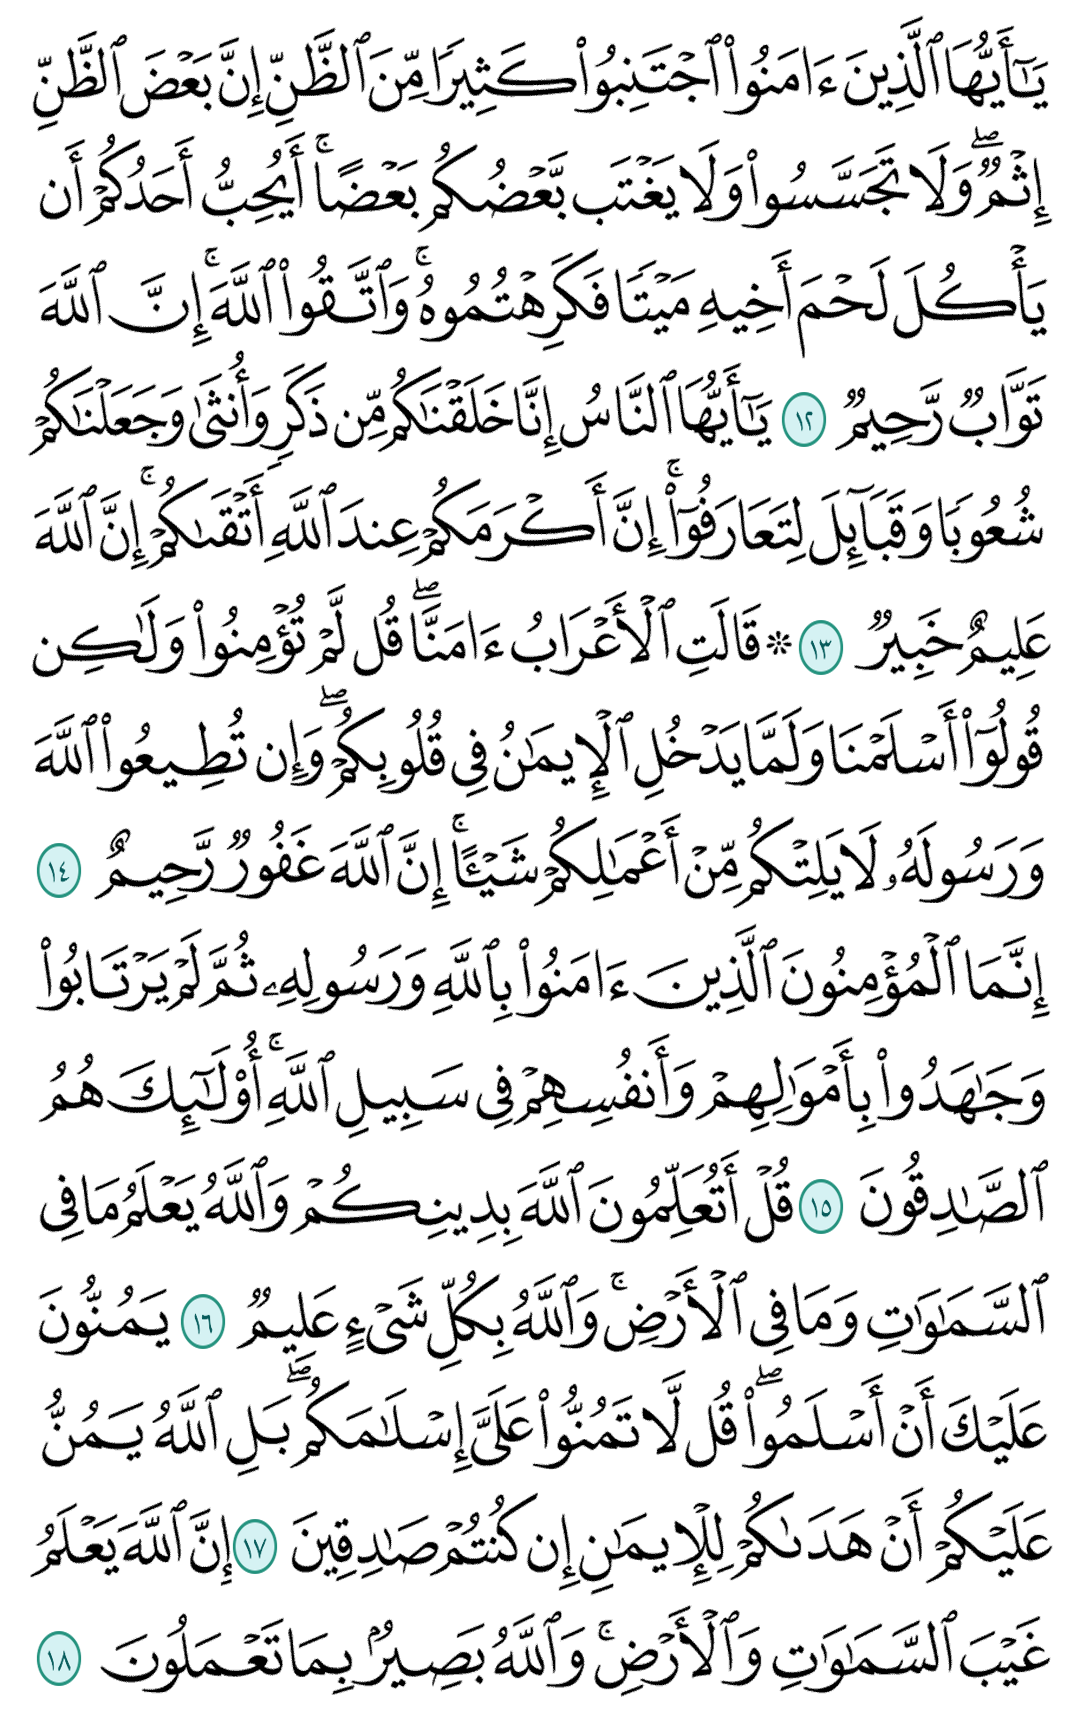 يَٰٓأَيُّهَا ٱلَّذِينَ ءَامَنُواْ ٱجۡتَنِبُواْ كَثِيرٗا مِّنَ ٱلظَّنِّ إِنَّ بَعۡضَ ٱلظَّنِّ
إِثۡمٞۖ وَلَا تَجَسَّسُواْ وَلَا يَغۡتَب بَّعۡضُكُم بَعۡضًاۚ أَيُحِبُّ أَحَدُكُمۡ أَن
يَأۡكُلَ لَحۡمَ أَخِيهِ مَيۡتٗا فَكَرِهۡتُمُوهُۚ وَٱتَّقُواْ ٱللَّهَۚ إِنَّ ٱللَّهَ
تَوَّابٞ رَّحِيمٞ ١٢ يَٰٓأَيُّهَا ٱلنَّاسُ إِنَّا خَلَقۡنَٰكُم مِّن ذَكَرٖ وَأُنثَىٰ وَجَعَلۡنَٰكُمۡ
شُعُوبٗا وَقَبَآئِلَ لِتَعَارَفُوٓاْۚ إِنَّ أَكۡرَمَكُمۡ عِندَ ٱللَّهِ أَتۡقَىٰكُمۡۚ إِنَّ ٱللَّهَ
عَلِيمٌ خَبِيرٞ ١٣ ۞قَالَتِ ٱلۡأَعۡرَابُ ءَامَنَّاۖ قُل لَّمۡ تُؤۡمِنُواْ وَلَٰكِن
قُولُوٓاْ أَسۡلَمۡنَا وَلَمَّا يَدۡخُلِ ٱلۡإِيمَٰنُ فِي قُلُوبِكُمۡۖ وَإِن تُطِيعُواْ ٱللَّهَ
وَرَسُولَهُۥ لَا يَلِتۡكُم مِّنۡ أَعۡمَٰلِكُمۡ شَيۡـًٔاۚ إِنَّ ٱللَّهَ غَفُورٞ رَّحِيمٌ ١٤
إِنَّمَا ٱلۡمُؤۡمِنُونَ ٱلَّذِينَ ءَامَنُواْ بِٱللَّهِ وَرَسُولِهِۦ ثُمَّ لَمۡ يَرۡتَابُواْ
وَجَٰهَدُواْ بِأَمۡوَٰلِهِمۡ وَأَنفُسِهِمۡ فِي سَبِيلِ ٱللَّهِۚ أُوْلَٰٓئِكَ هُمُ
ٱلصَّٰدِقُونَ ١٥ قُلۡ أَتُعَلِّمُونَ ٱللَّهَ بِدِينِكُمۡ وَٱللَّهُ يَعۡلَمُ مَا فِي
ٱلسَّمَٰوَٰتِ وَمَا فِي ٱلۡأَرۡضِۚ وَٱللَّهُ بِكُلِّ شَيۡءٍ عَلِيمٞ ١٦ يَمُنُّونَ
عَلَيۡكَ أَنۡ أَسۡلَمُواْۖ قُل لَّا تَمُنُّواْ عَلَيَّ إِسۡلَٰمَكُمۖ بَلِ ٱللَّهُ يَمُنُّ
عَلَيۡكُمۡ أَنۡ هَدَىٰكُمۡ لِلۡإِيمَٰنِ إِن كُنتُمۡ صَٰدِقِينَ ١٧ إِنَّ ٱللَّهَ يَعۡلَمُ
غَيۡبَ ٱلسَّمَٰوَٰتِ وَٱلۡأَرۡضِۚ وَٱللَّهُ بَصِيرُۢ بِمَا تَعۡمَلُونَ ١٨